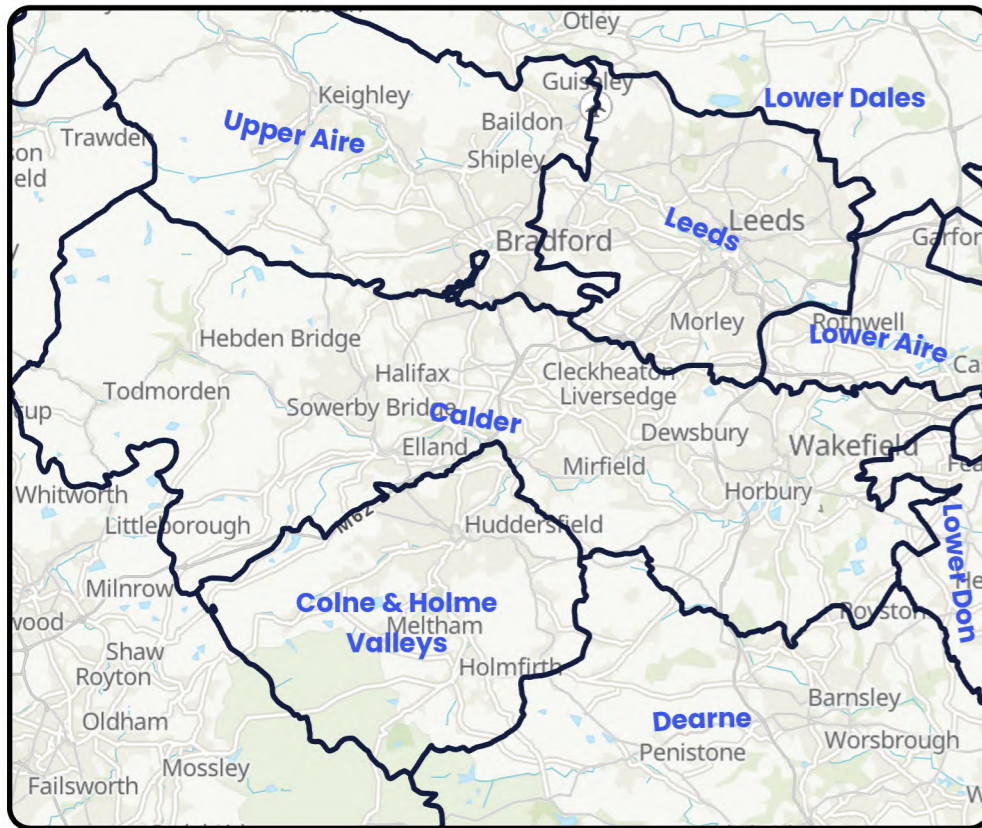 Otley
Guiseley
Keighley
Lower Dales
Baildon
Upper Aire
Trawden
Shipley
Leeds
Leeds
Bradford
Garfor
Morley
Rothwell
Lower Aire
Hebden Bridge
Halifax
Cleckheaton
Liversedge
Todmorden
Sowerby Bridge
Calder
Elland
Dewsbury
Wakefield
Mirfield
Horbury
Whitworth
Littleborough
M62
Huddersfield
Lower Don
Milnrow
Colne & Holme
Valleys
Meltham
Royston
Shaw
Royton
Holmfirth
Barnsley
Oldham
Dearne
Penistone
Worsbrough
Mossley
Failsworth